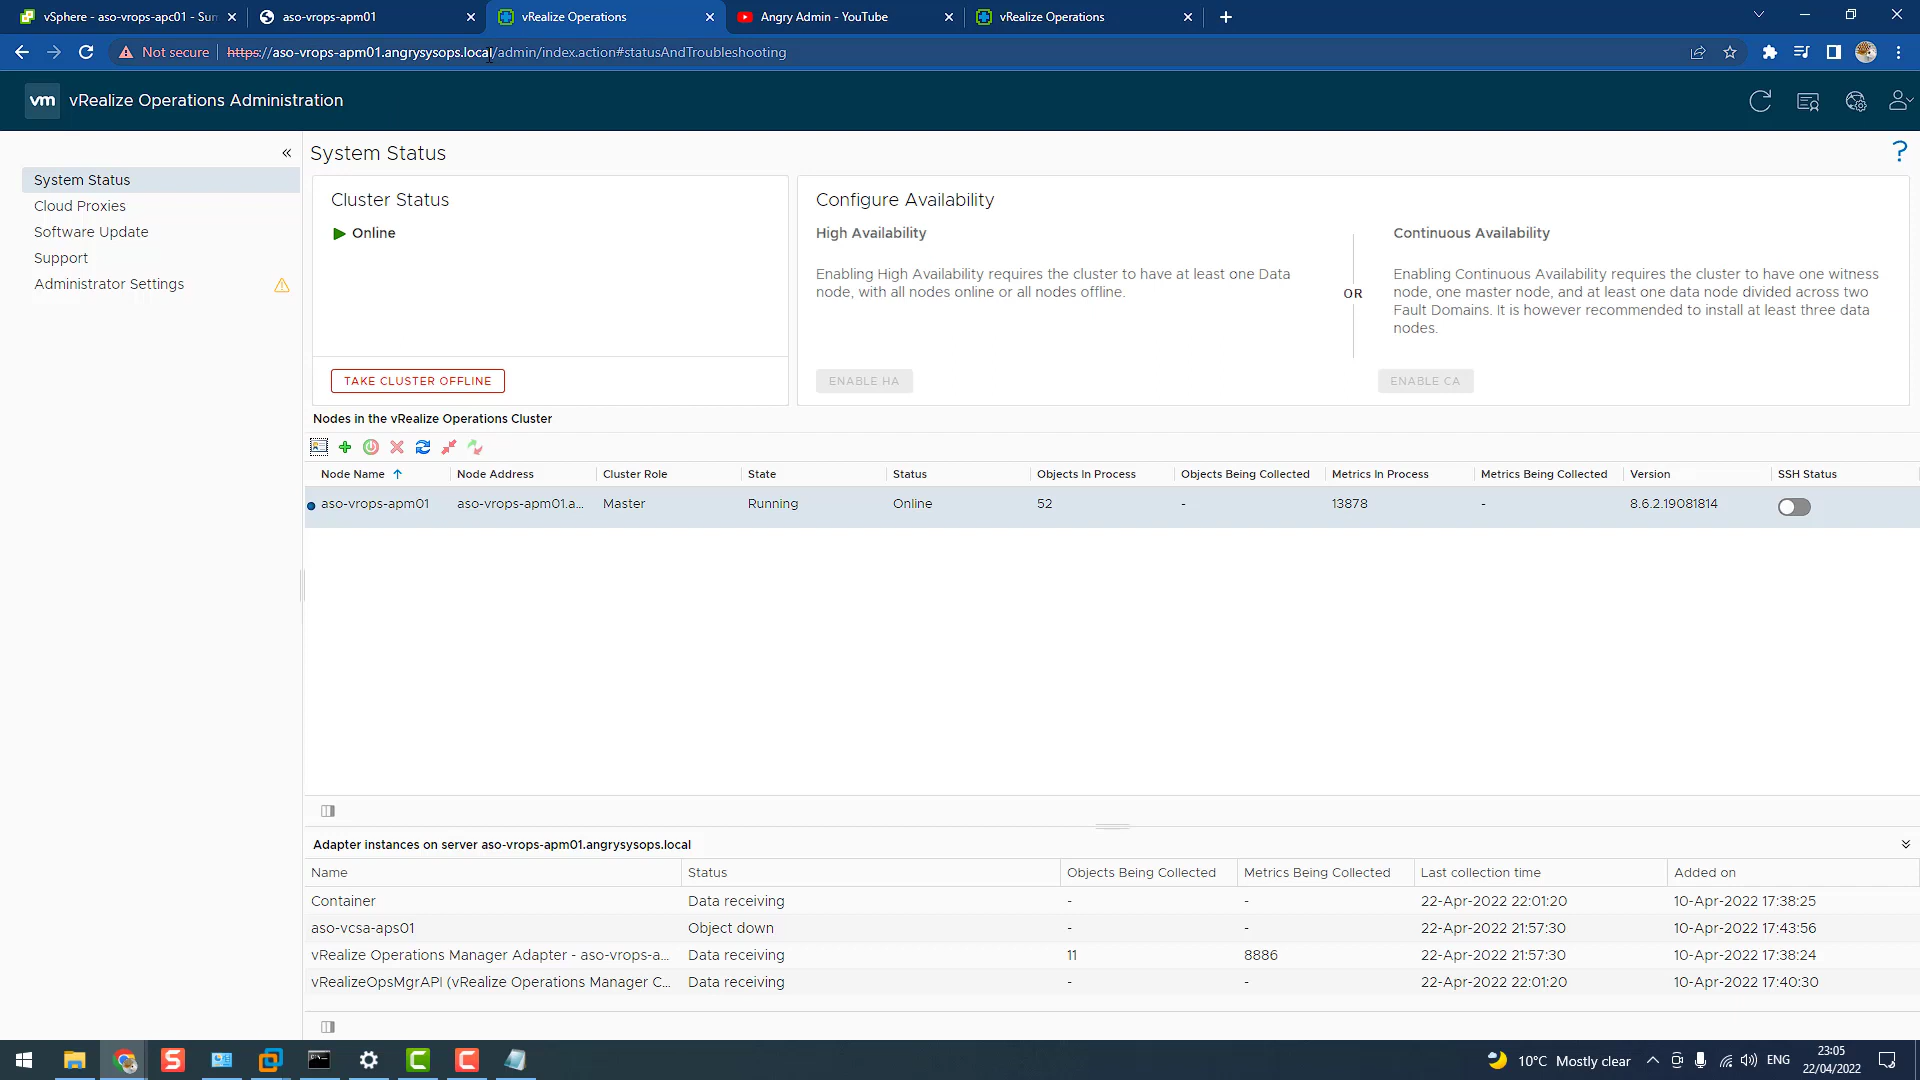 vSphere - aso-vrops-apc01 - Sum
aso-vrops-apm01
vRealize Operations
Angry Admin - YouTube
vRealize Operations
Not secure
https://aso-vrops-apm01.angrysysops.local/admin/index.action#statusAndTroubleshooting
vm
vRealize Operations Administration
«
System Status
Cloud Proxies
Software Update
Support
Administrator Settings
System Status
?
Cluster Status
Online
TAKE CLUSTER OFFLINE
Configure Availability
High Availability
Enabling High Availability requires the cluster to have at least one Data
node, with all nodes online or all nodes offline.
ENABLE HA
OR
Continuous Availability
Enabling Continuous Availability requires the cluster to have one witness
node, one master node, and at least one data node divided across two
Fault Domains. It is however recommended to install at least three data
nodes.
ENABLE CA
Nodes in the vRealize Operations Cluster
Node Name Node Address Cluster Role State Status Objects In Process Objects Being Collected Metrics In Process Metrics Being Collected Version SSH Status
aso-vrops-apm01 aso-vrops-apm01.a... Master Running Online 52 - 13878 - 8.6.2.19081814
Adapter instances on server aso-vrops-apm01.angrysysops.local
Name Status Objects Being Collected Metrics Being Collected Last collection time Added on
Container Data receiving - - 22-Apr-2022 22:01:20 10-Apr-2022 17:38:25
aso-vcsa-aps01 Object down - - 22-Apr-2022 21:57:30 10-Apr-2022 17:43:56
vRealize Operations Manager Adapter - aso-vrops-a... Data receiving 11 8886 22-Apr-2022 21:57:30 10-Apr-2022 17:38:24
vRealizeOpsMgrAPI (vRealize Operations Manager C... Data receiving - - 22-Apr-2022 22:01:20 10-Apr-2022 17:40:30
10°C Mostly clear
ENG
23:05
22/04/2022